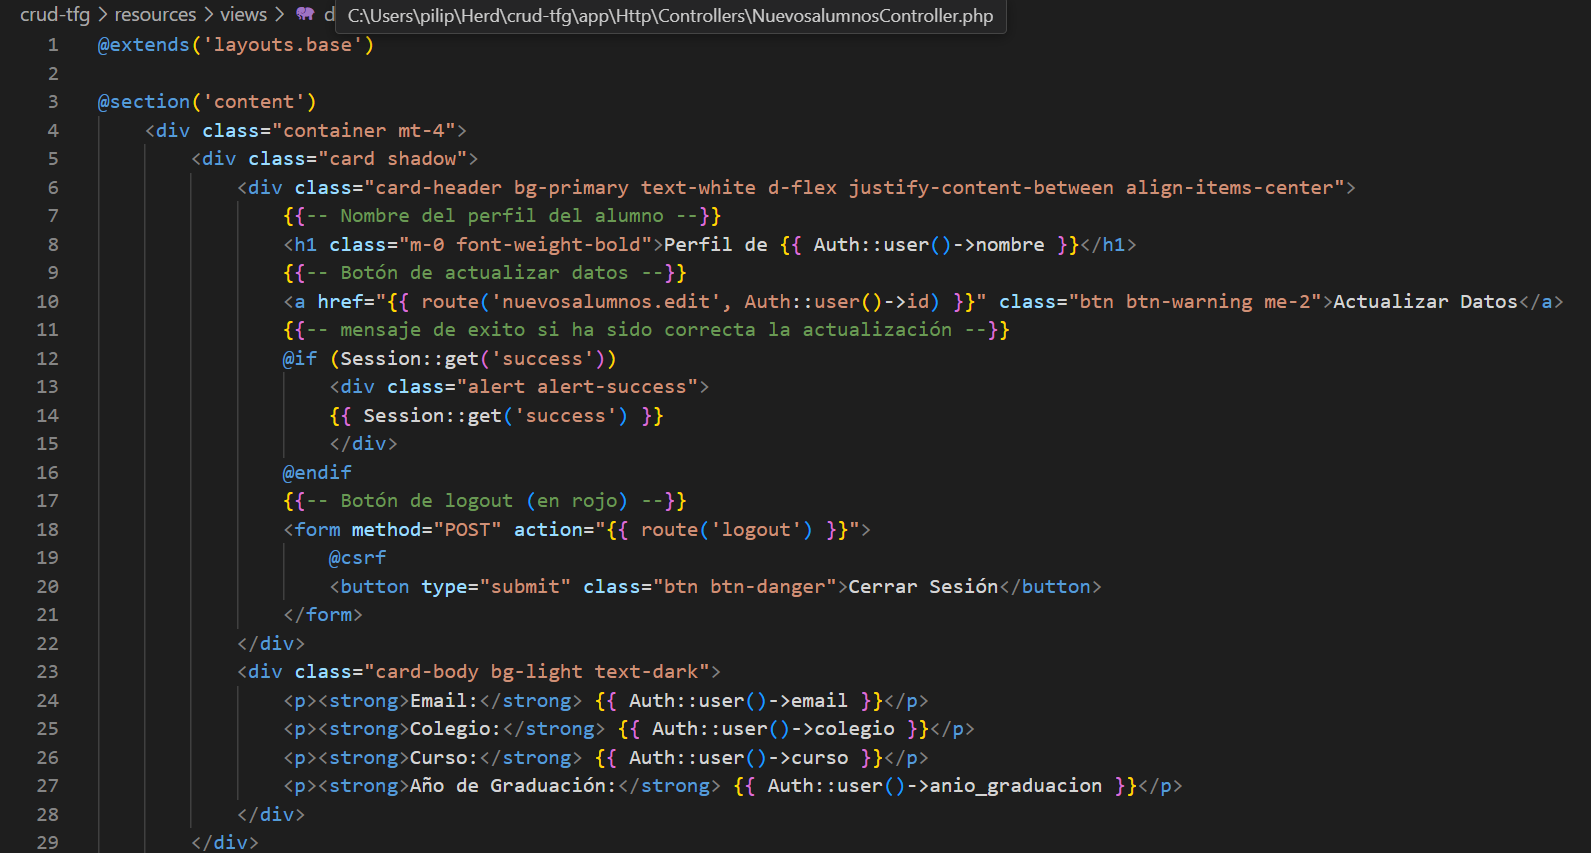 crud-tfg > resources > views > d
C:\Users\pilip\Herd\crud-tfg\app\Http\Controllers\NuevosalumnosController.php
1 @extends('layouts.base')
2
3 @section('content')
4 <div class="container mt-4">
5 <div class="card shadow">
6 <div class="card-header bg-primary text-white d-flex justify-content-between align-items-center">
7 {{-- Nombre del perfil del alumno --}}
8 <h1 class="m-0 font-weight-bold">Perfil de {{ Auth::user()->nombre }}</h1>
9 {{-- Botón de actualizar datos --}}
10 <a href="{{ route('nuevosalumnos.edit', Auth::user()->id) }}" class="btn btn-warning me-2">Actualizar Datos</a>
11 {{-- mensaje de exito si ha sido correcta la actualización --}}
12 @if (Session::get('success'))
13 <div class="alert alert-success">
14 {{ Session::get('success') }}
15 </div>
16 @endif
17 {{-- Botón de logout (en rojo) --}}
18 <form method="POST" action="{{ route('logout') }}">
19 @csrf
20 <button type="submit" class="btn btn-danger">Cerrar Sesión</button>
21 </form>
22 </div>
23 <div class="card-body bg-light text-dark">
24 <p><strong>Email:</strong> {{ Auth::user()->email }}</p>
25 <p><strong>Colegio:</strong> {{ Auth::user()->colegio }}</p>
26 <p><strong>Curso:</strong> {{ Auth::user()->curso }}</p>
27 <p><strong>Año de Graduación:</strong> {{ Auth::user()->anio_graduacion }}</p>
28 </div>
29 </div>